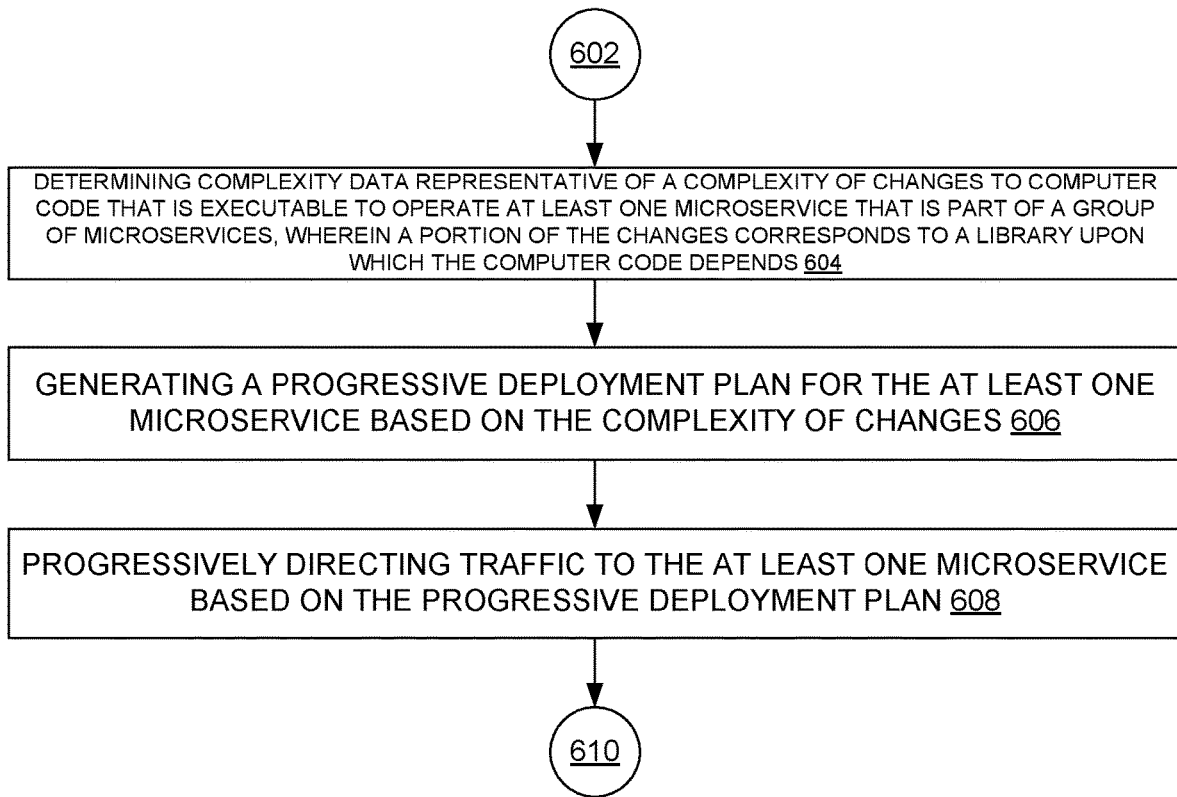 602
DETERMINING COMPLEXITY DATA REPRESENTATIVE OF A COMPLEXITY OF CHANGES TO COMPUTER
CODE THAT IS EXECUTABLE TO OPERATE AT LEAST ONE MICROSERVICE THAT IS PART OF A GROUP
OF MICROSERVICES, WHEREIN A PORTION OF THE CHANGES CORRESPONDS TO A LIBRARY UPON
WHICH THE COMPUTER CODE DEPENDS 604
GENERATING A PROGRESSIVE DEPLOYMENT PLAN FOR THE AT LEAST ONE
MICROSERVICE BASED ON THE COMPLEXITY OF CHANGES 606
PROGRESSIVELY DIRECTING TRAFFIC TO THE AT LEAST ONE MICROSERVICE
BASED ON THE PROGRESSIVE DEPLOYMENT PLAN 608
610